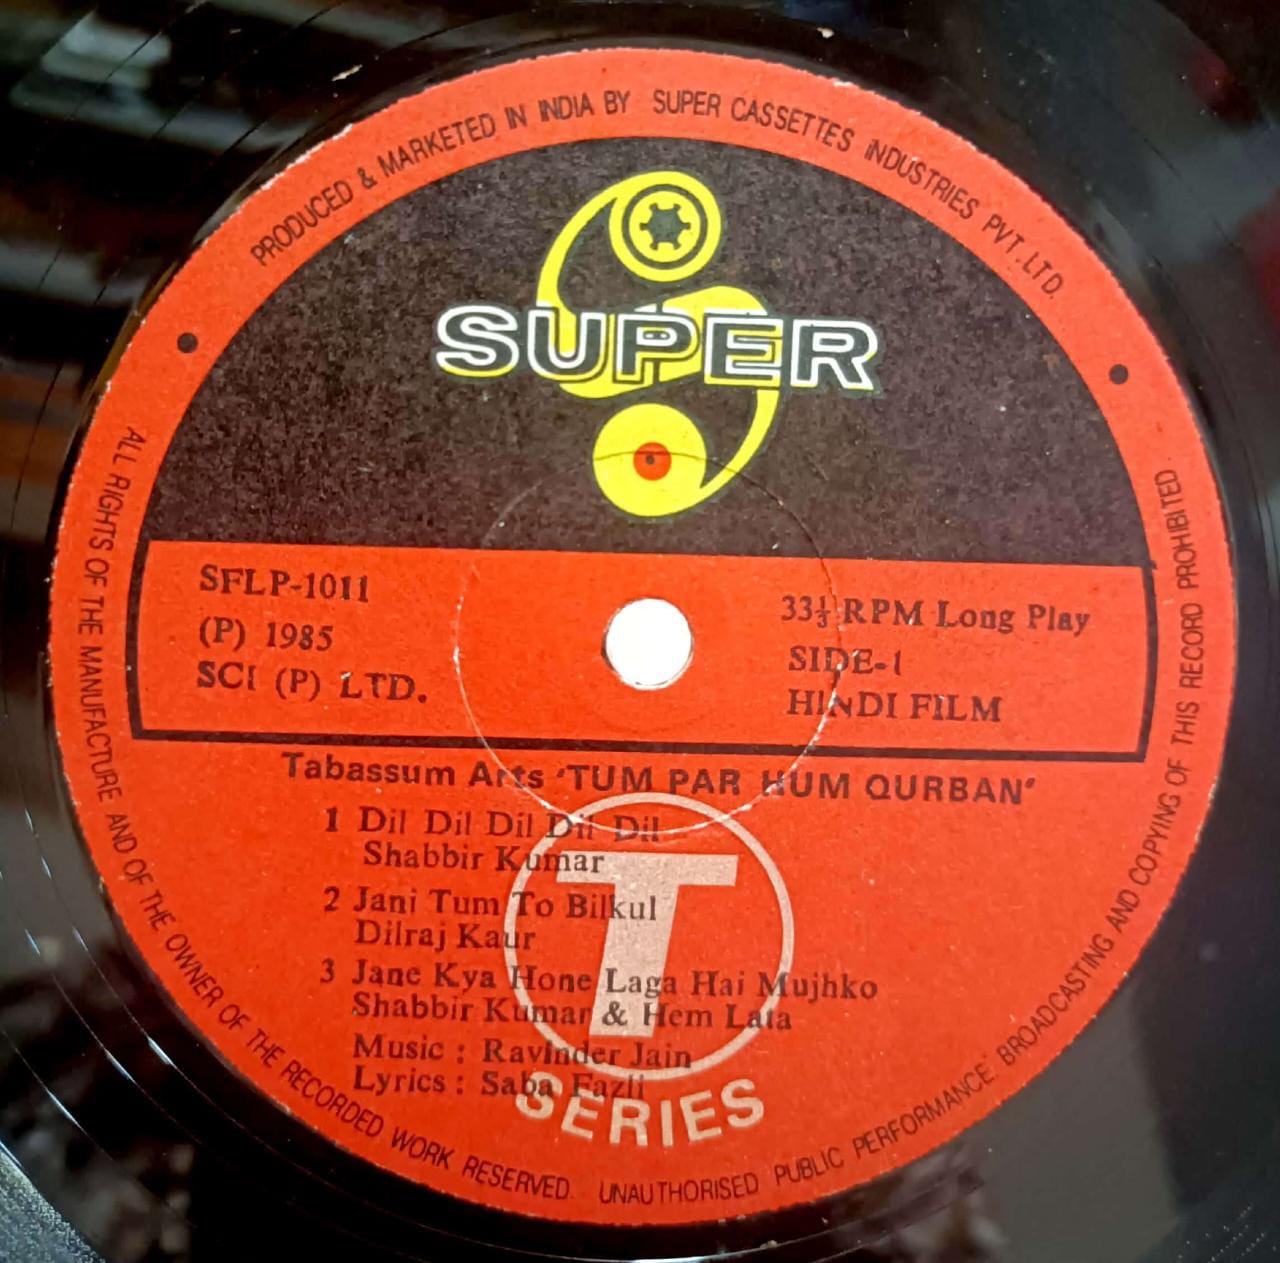 PRODUCED & MARKETED IN INDIA BY SUPER CASSETTES INDUSTRIES PVT. LTD.
SUPER
SFLP-1011
(P) 1985
SCI (P) LTD.
33⅓ RPM Long Play
SIDE-1
HINDI FILM
Tabassum Arts 'TUM PAR HUM QURBAN'
1 Dil Dil Dil Dil Dil
Shabbir Kumar
2 Jani Tum To Bilkul
Dilraj Kaur
3 Jane Kya Hone Laga Hai Mujhko
Shabbir Kumar & Hem Lata
Music : Ravinder Jain
Lyrics : Saba Fazli
T
SERIES
ALL RIGHTS OF THE MANUFACTURE AND OF THE OWNER OF THE RECORDED WORK RESERVED. UNAUTHORISED PUBLIC PERFORMANCE. BROADCASTING AND COPYING OF THIS RECORD PROHIBITED